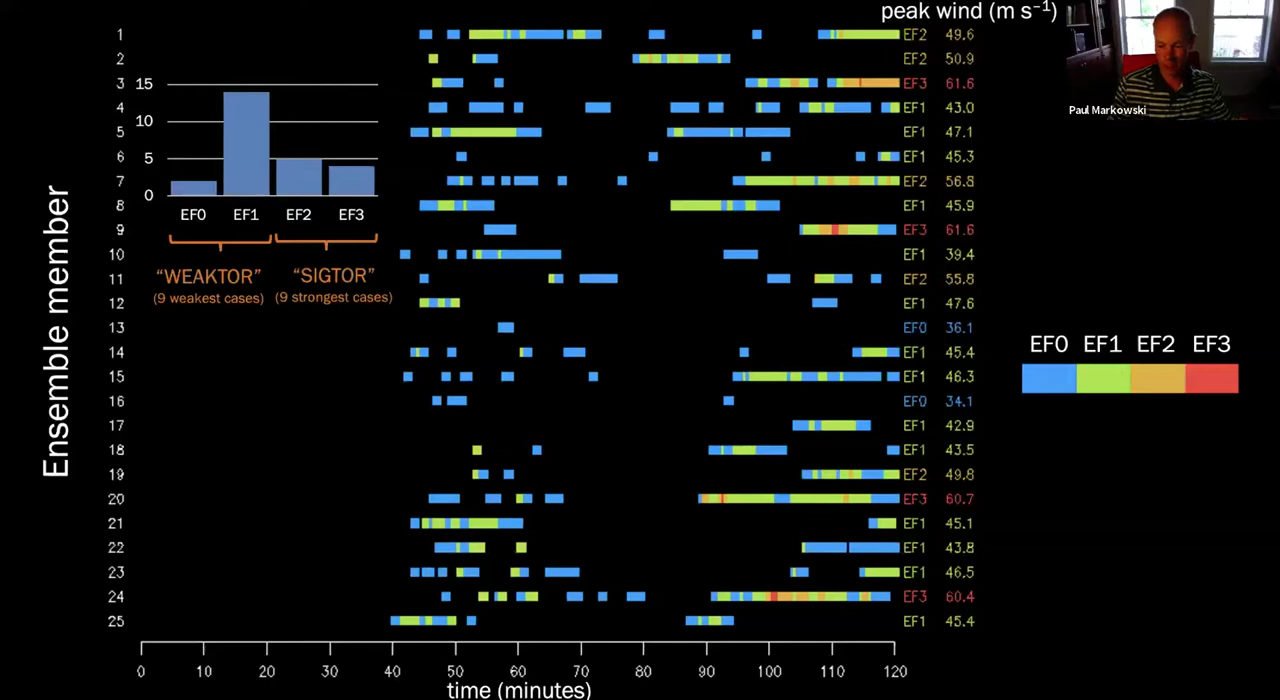 peak wind (m s⁻¹)
Paul Markowski
Ensemble member
1 EF2 49.6
2 EF2 50.9
3 EF3 61.6
4 EF1 43.0
5 EF1 47.1
6 EF1 45.3
7 EF2 56.8
8 EF1 45.9
9 EF3 61.6
10 EF1 39.4
11 EF2 55.8
12 EF1 47.6
13 EF0 36.1
14 EF1 45.4
15 EF1 46.3
16 EF0 34.1
17 EF1 42.9
18 EF1 43.5
19 EF2 49.8
20 EF3 60.7
21 EF1 45.1
22 EF1 43.8
23 EF1 46.5
24 EF3 60.4
25 EF1 45.4
15
10
5
0
EF0 EF1 EF2 EF3
"WEAKTOR" "SIGTOR"
(9 weakest cases) (9 strongest cases)
EF0 EF1 EF2 EF3
0 10 20 30 40 50 60 70 80 90 100 110 120
time (minutes)